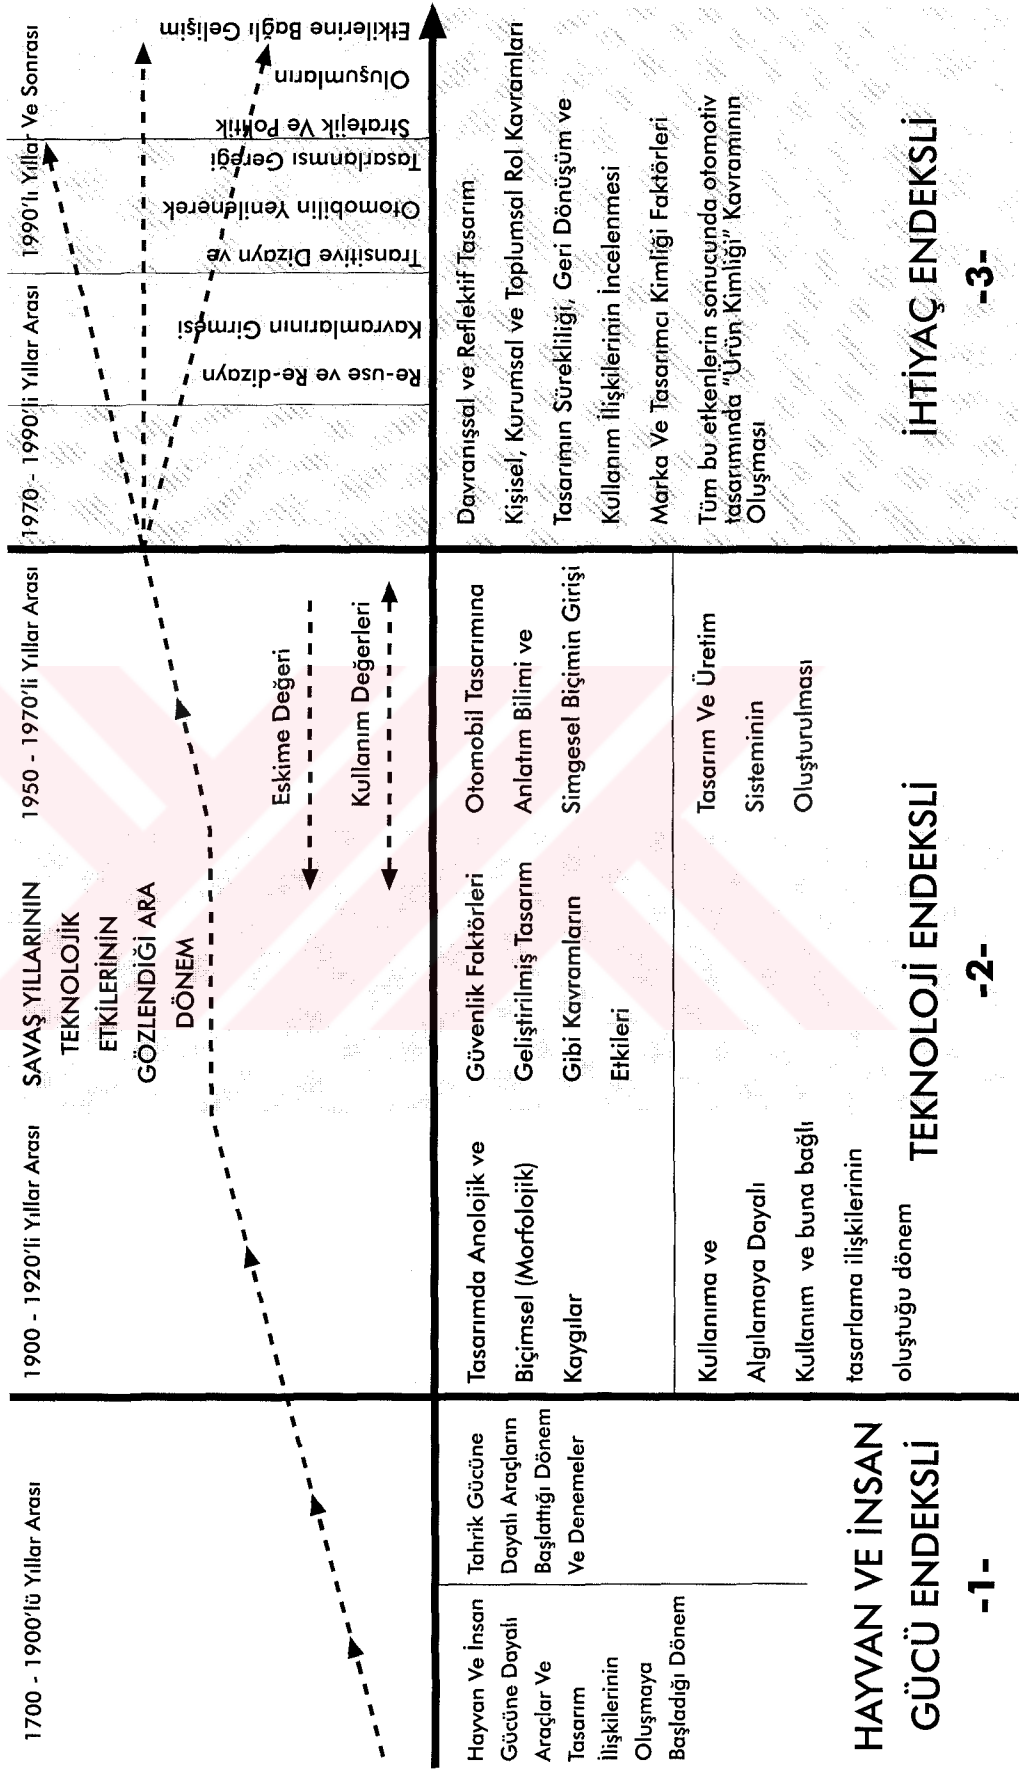 1700 - 1900'lü Yıllar Arası
1900 - 1920'li Yıllar Arası
SAVAŞ YILLARININ
TEKNOLOJİK
ETKİLERİNİN
GÖZLENDİĞİ ARA
DÖNEM
1950 - 1970'li Yıllar Arası
1970 - 1990'li Yıllar Arası
1990'lı Yıllar Ve Sonrası
Eskime Değeri
Kullanım Değerleri
Re-use ve Re-dizayn
Kavramlarının Girmesi
Transitive Dizayn ve
Otomobilin Yenilenerek
Tasarlanması Gereği
Stratejik Ve Politik
Oluşumların
Etkilerine Bağlı Gelişim
Hayvan Ve İnsan
Gücüne Dayalı
Araçlar Ve
Tasarım
İlişkilerinin
Oluşmaya
Başladığı Dönem
Tahrik Gücüne
Dayalı Araçların
Başlattığı Dönem
Ve Denemeler
HAYVAN VE İNSAN
GÜCÜ ENDEKSLİ
-1-
Tasarımda Anolojik ve
Biçimsel (Morfolojik)
Kaygılar
Güvenlik Faktörleri
Geliştirilmiş Tasarım
Gibi Kavramların
Etkileri
Otomobil Tasarımına
Anlatım Bilimi ve
Simgesel Biçimin Girişi
Kullanıma ve
Algılamaya Dayalı
Kullanım ve buna bağlı
tasarlama ilişkilerinin
oluştuğu dönem
Tasarım Ve Üretim
Sisteminin
Oluşturulması
TEKNOLOJİ ENDEKSLİ
-2-
Davranışsal ve Reflektif Tasarım
Kişisel, Kurumsal ve Toplumsal Rol Kavramları
Tasarımın Sürekliliği, Geri Dönüşüm ve
Kullanım İlişkilerinin İncelenmesi
Marka Ve Tasarımcı Kimliği Faktörleri
Tüm bu etkenlerin sonucunda otomotiv
tasarımında "Ürün Kimliği" Kavramının
Oluşması
İHTİYAÇ ENDEKSLİ
-3-